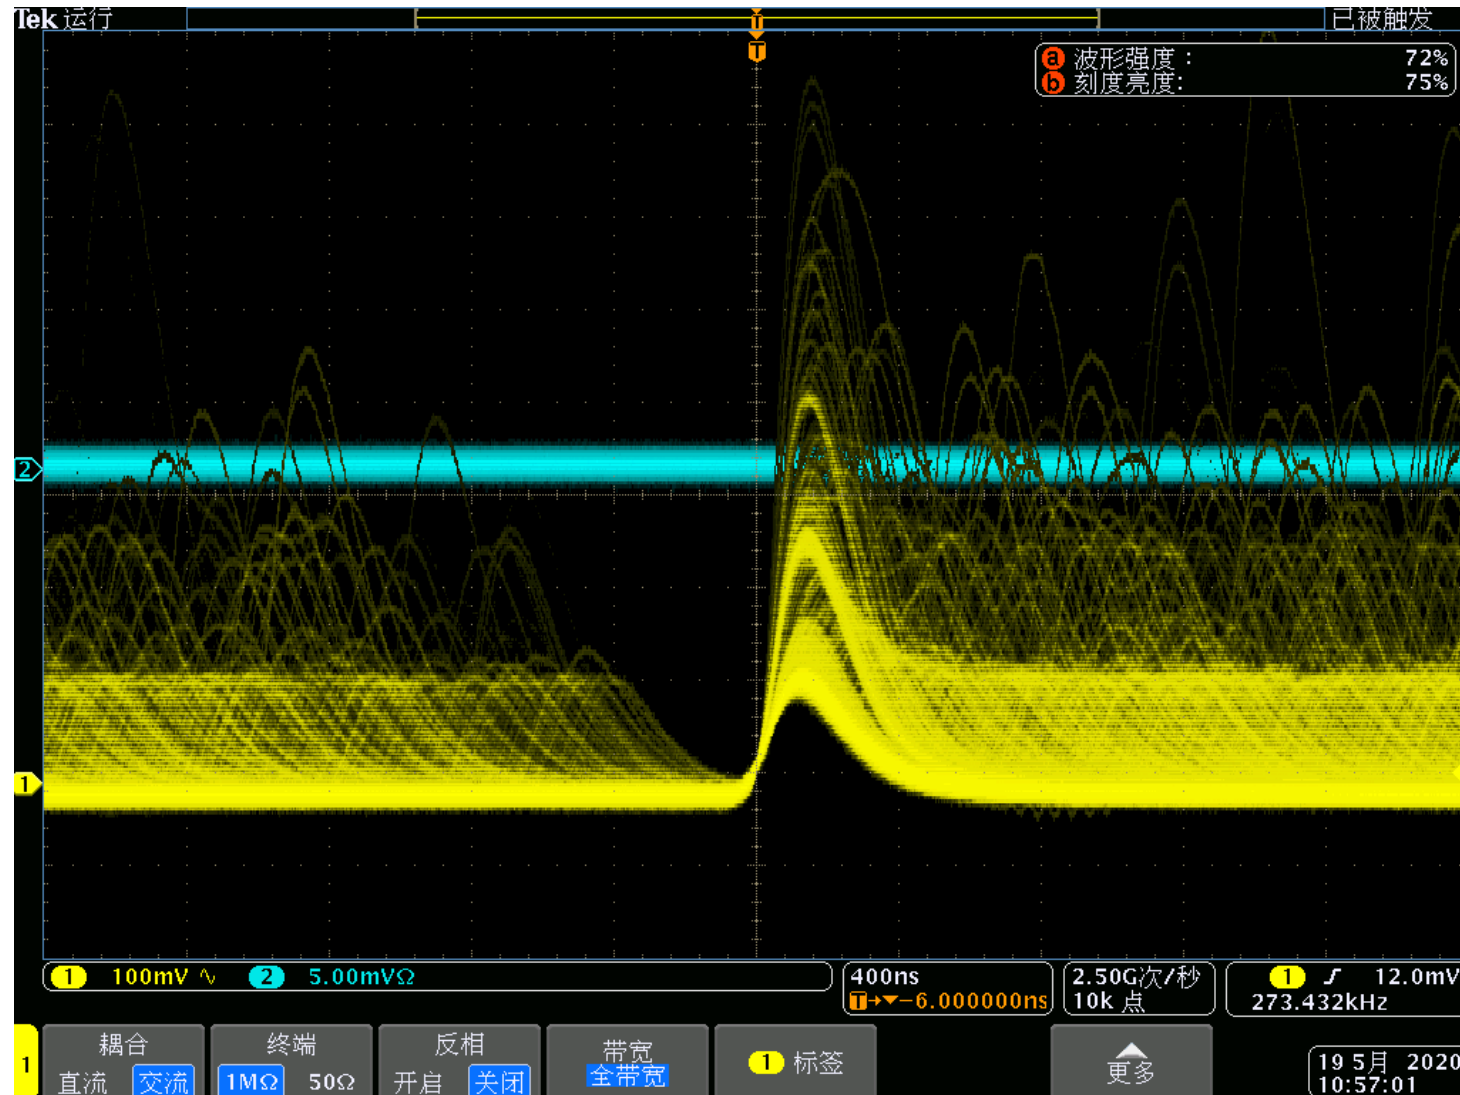 Tek 运行
T
已被触发
T
a 波形强度： 72%
b 刻度亮度: 75%
2
1
1 100mV 2 5.00mVΩ
400ns
T→▼−6.000000ns
2.50G次/秒
10k 点
1 12.0mV
273.432kHz
1
耦合
直流 交流
终端
1MΩ 50Ω
反相
开启 关闭
带宽
全带宽
1 标签
更多
19 5月 2020
10:57:01